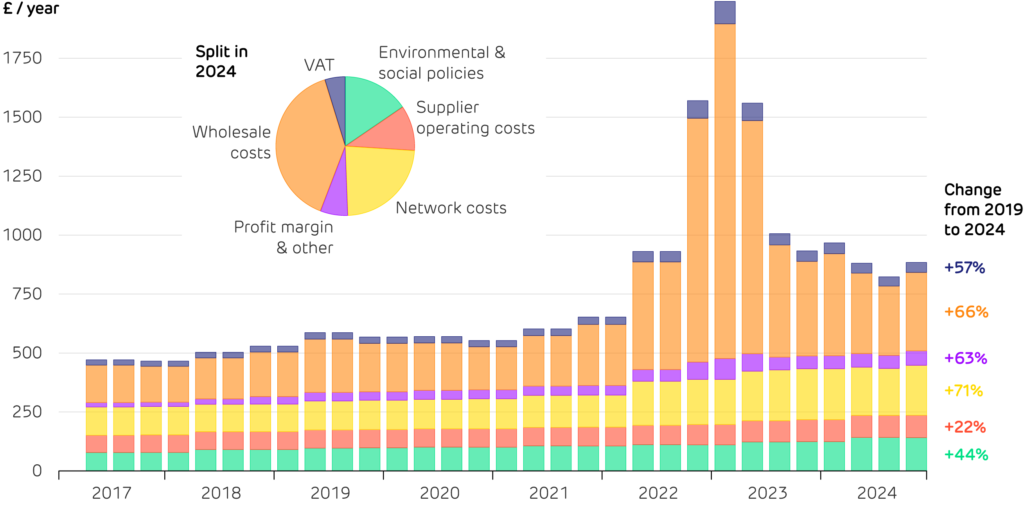 £ / year
1750
1500
1250
1000
750
500
250
0
Split in
2024
VAT
Environmental &
social policies
Supplier
operating costs
Wholesale
costs
Network costs
Profit margin
& other
Change
from 2019
to 2024
+57%
+66%
+63%
+71%
+22%
+44%
2017
2018
2019
2020
2021
2022
2023
2024